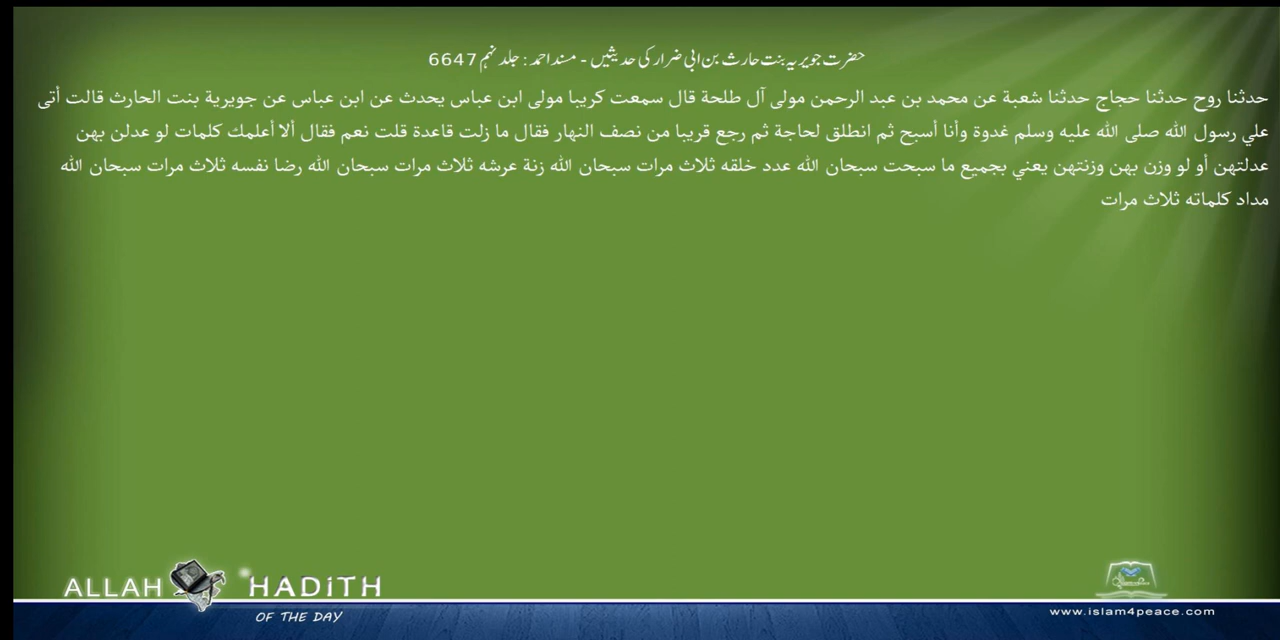 حضرت جویریہ بنت حارث بن ابی ضرار کی حدیثیں - مسند احمد : جلد نہم 6647
حدثنا روح حدثنا حجاج حدثنا شعبة عن محمد بن عبد الرحمن مولى آل طلحة قال سمعت كريبا مولى ابن عباس يحدث عن ابن عباس عن جويرية بنت الحارث قالت أتى
علي رسول الله صلى الله عليه وسلم غدوة وأنا أسبح ثم انطلق لحاجة ثم رجع قريبا من نصف النهار فقال ما زلت قاعدة قلت نعم فقال ألا أعلمك كلمات لو عدلن بهن
عدلتهن أو لو وزن بهن وزنتهن يعني بجميع ما سبحت سبحان الله عدد خلقه ثلاث مرات سبحان الله زنة عرشه ثلاث مرات سبحان الله رضا نفسه ثلاث مرات سبحان الله
مداد كلماته ثلاث مرات
ALLAH HADITH
OF THE DAY
www.islam4peace.com